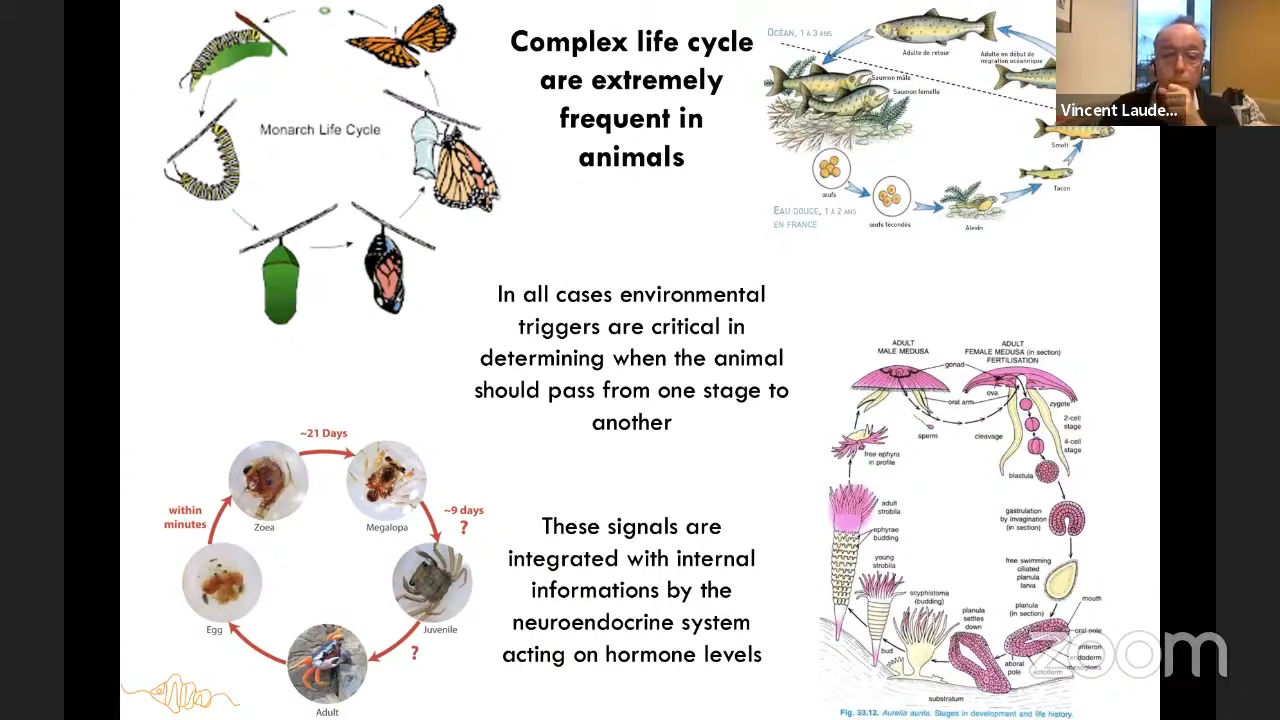 Complex life cycle
are extremely
frequent in
animals
Monarch Life Cycle
OCÉAN, 1 À 3 ANS
Adulte de retour
Adulte en début de
migration océanique
Saumon mâle
Saumon femelle
Smolt
Tacon
œufs
œufs fécondés
Alevin
EAU DOUCE, 1 À 2 ANS
EN FRANCE
Vincent Laude...
In all cases environmental
triggers are critical in
determining when the animal
should pass from one stage to
another
These signals are
integrated with internal
informations by the
neuroendocrine system
acting on hormone levels
~21 Days
within
minutes
~9 days
?
Zoea
Megalopa
Egg
Juvenile
?
Adult
ADULT
MALE MEDUSA
ADULT
FEMALE MEDUSA (in section)
FERTILISATION
gonad
ova
oral arm
zygote
sperm
cleavage
2-cell
stage
4-cell
stage
free ephyra
in profile
blastula
adult
strobila
gastrulation
by invagination
(in section)
ephyrae
budding
young
strobila
free swimming
ciliated
planula
larva
scyphistoma
(budding)
planula
settles
down
planula
(in section)
mouth
oral pole
enteron
endoderm
mesogloea
ectoderm
aboral
pole
bud
substratum
Fig. 33.12. Aurelia aurita. Stages in development and life history.
zoom